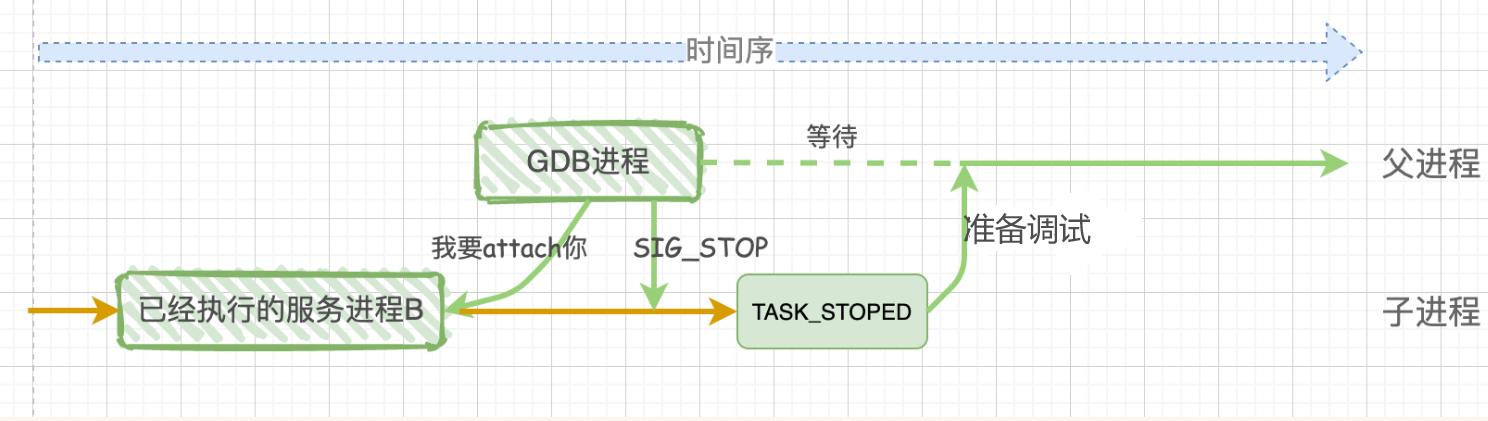 时间序
等待
GDB进程
父进程
准备调试
我要attach你
SIG_STOP
已经执行的服务进程B
TASK_STOPED
子进程